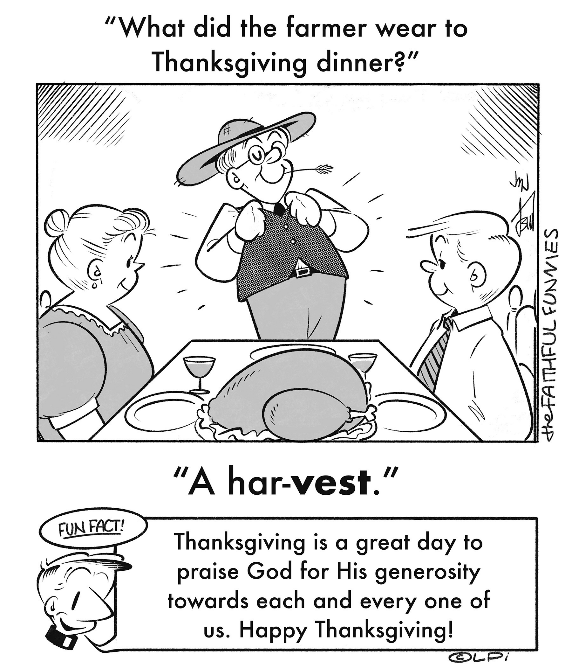 “What did the farmer wear to
Thanksgiving dinner?”
the FAITHFUL FUNNIES
“A har-vest.”
FUN FACT!
Thanksgiving is a great day to
praise God for His generosity
towards each and every one of
us. Happy Thanksgiving!
©LPi